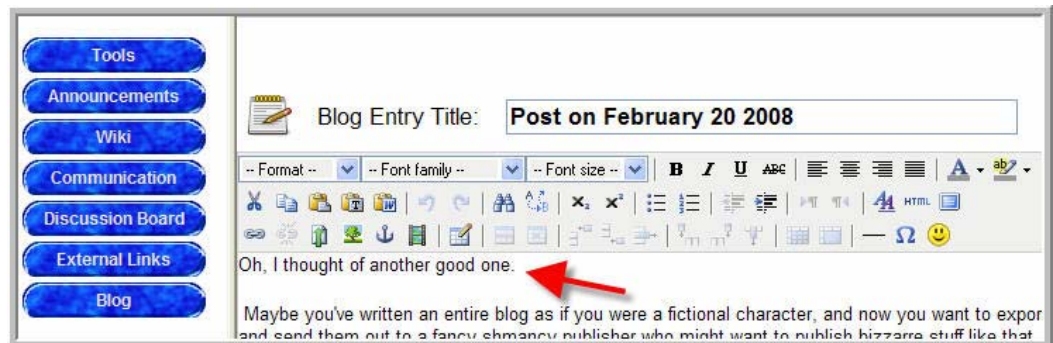 Tools
Announcements
Wiki
Communication
Discussion Board
External Links
Blog
Blog Entry Title: Post on February 20 2008
-- Format -- -- Font family -- -- Font size -- B I U ABC A ab
x₂ x² A HTML
Ω
Oh, I thought of another good one.
Maybe you've written an entire blog as if you were a fictional character, and now you want to expor
and send them out to a fancy shmancy publisher who might want to publish bizzarre stuff like that.